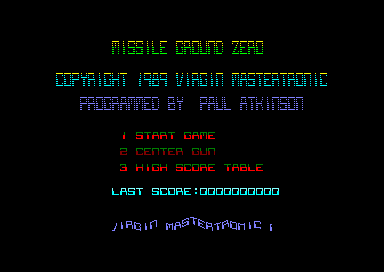 MISSILE GROUND ZERO
COPYRIGHT 1989 VIRGIN MASTERTRONIC
PROGRAMMED BY PAUL ATKINSON
1 START GAME
2 CENTER GUN
3 HIGH SCORE TABLE
LAST SCORE:0000000000
VIRGIN MASTERTRONIC